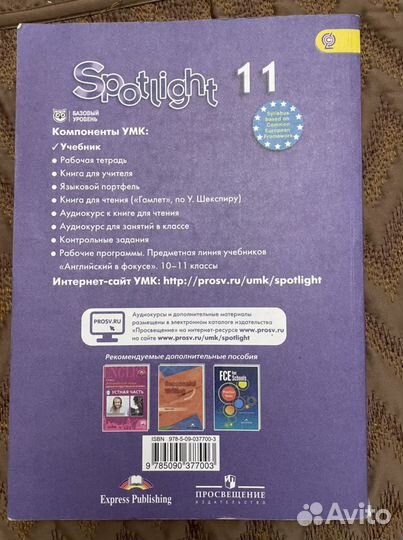 Spotlight 11
БАЗОВЫЙ
УРОВЕНЬ
Syllabus
based on
Common
European
Framework
Компоненты УМК:
✓ Учебник
• Рабочая тетрадь
• Книга для учителя
• Языковой портфель
• Книга для чтения («Гамлет», по У. Шекспиру)
• Аудиокурс к книге для чтения
• Аудиокурс для занятий в классе
• Контрольные задания
• Рабочие программы. Предметная линия учебников
«Английский в фокусе». 10–11 классы
Интернет-сайт УМК: http://prosv.ru/umk/spotlight
PROSV.RU
Аудиокурсы и дополнительные материалы
размещены в электронном каталоге издательства
«Просвещение» на интернет-ресурсе www.prosv.ru
на сайте www.prosv.ru/umk/spotlight
Рекомендуемые дополнительные пособия
УСТНАЯ ЧАСТЬ
Successful
Writing
FCE for
Schools
Practice
Tests
ISBN 978-5-09-037700-3
9 785090 377003
Express Publishing
ПРОСВЕЩЕНИЕ
ИЗДАТЕЛЬСТВО
Avito